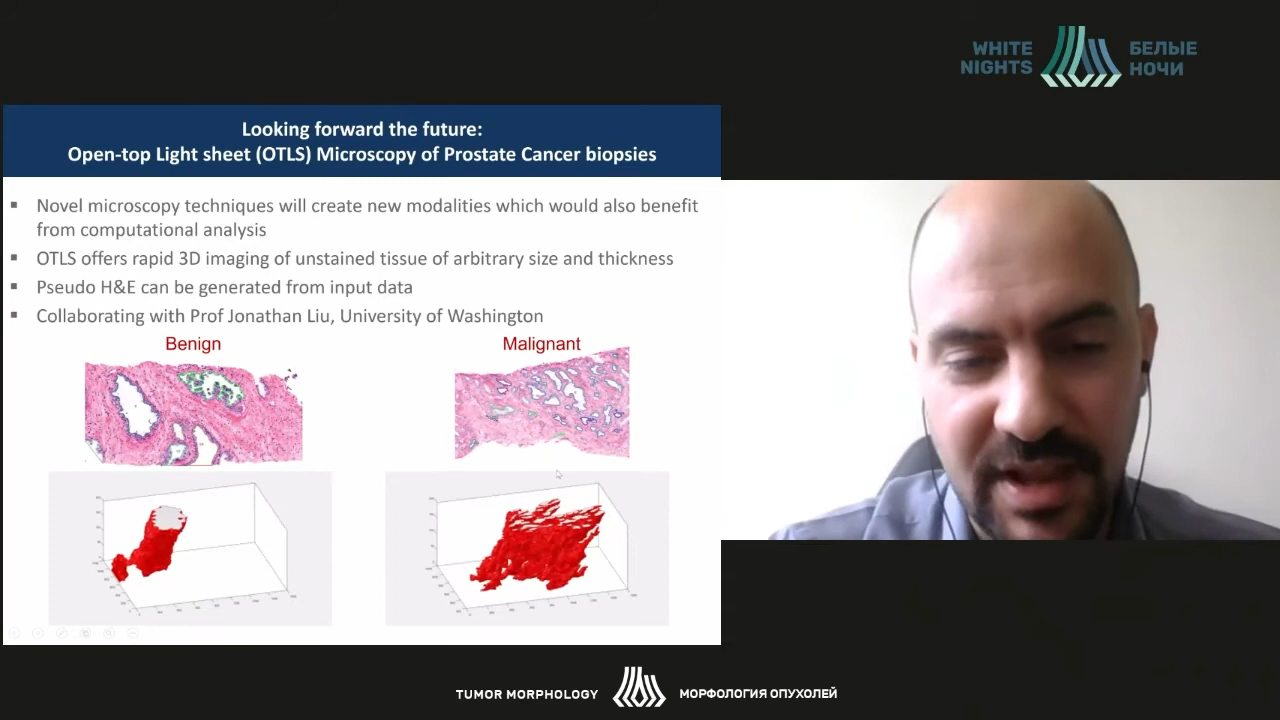 WHITE
NIGHTS
БЕЛЫЕ
НОЧИ
Looking forward the future:
Open-top Light sheet (OTLS) Microscopy of Prostate Cancer biopsies
▪ Novel microscopy techniques will create new modalities which would also benefit
from computational analysis
▪ OTLS offers rapid 3D imaging of unstained tissue of arbitrary size and thickness
▪ Pseudo H&E can be generated from input data
▪ Collaborating with Prof Jonathan Liu, University of Washington
Benign
Malignant
TUMOR MORPHOLOGY
МОРФОЛОГИЯ ОПУХОЛЕЙ